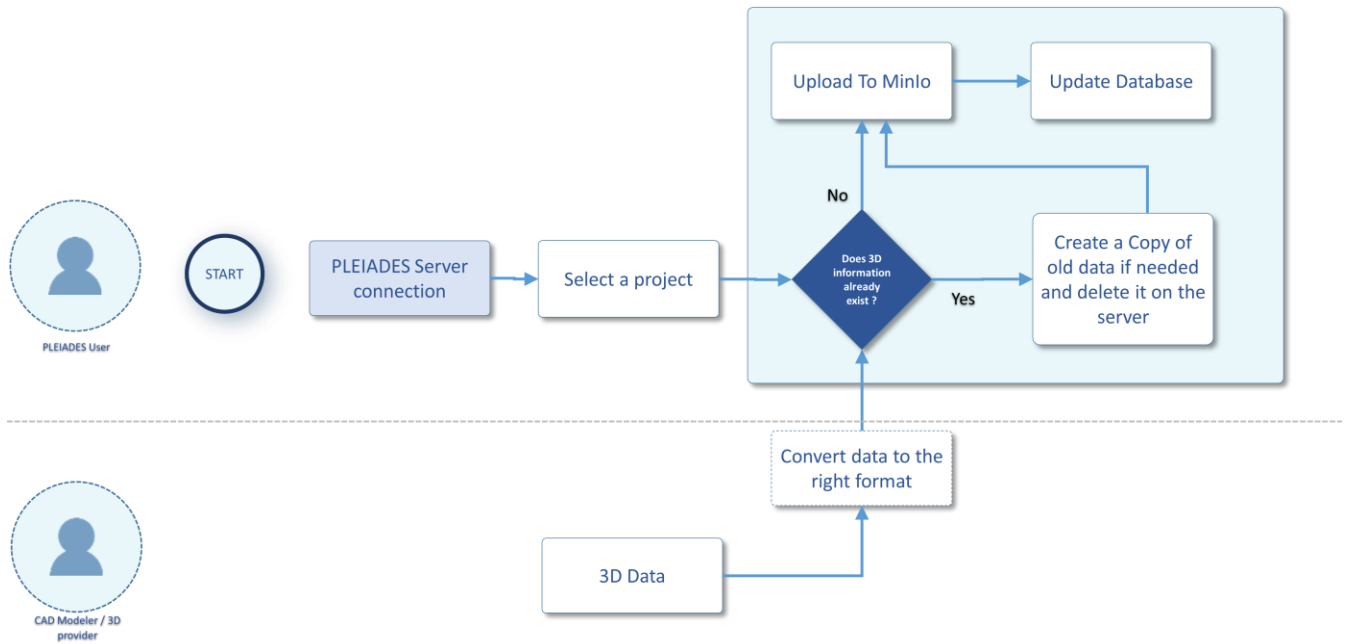 Upload To MinIo
Update Database
No
START
PLEIADES Server
connection
Select a project
Does 3D
information
already
exist ?
Yes
Create a Copy of
old data if needed
and delete it on the
server
PLEIADES User
Convert data to the
right format
3D Data
CAD Modeler / 3D
provider